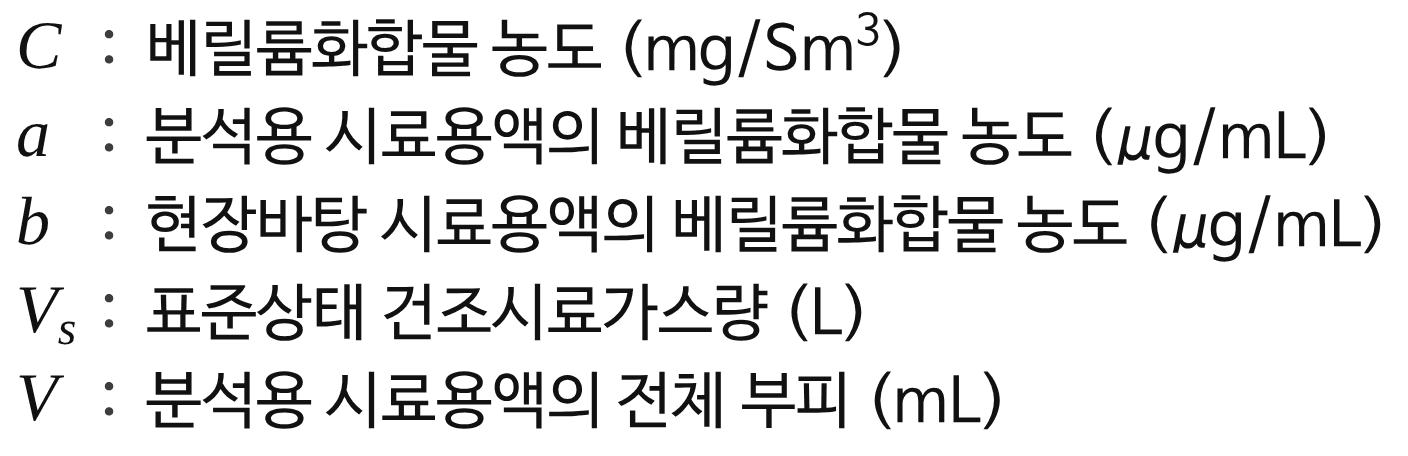 C : 베릴륨화합물 농도 (mg/Sm³)
a : 분석용 시료용액의 베릴륨화합물 농도 (μg/mL)
b : 현장바탕 시료용액의 베릴륨화합물 농도 (μg/mL)
Vₛ : 표준상태 건조시료가스량 (L)
V : 분석용 시료용액의 전체 부피 (mL)